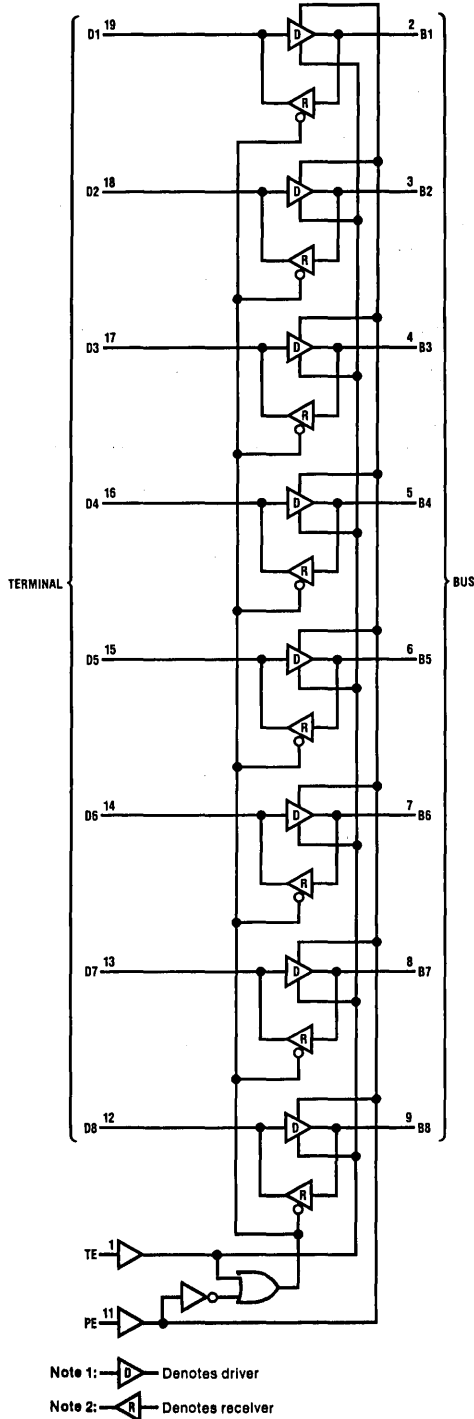 D1 19 D 2 B1
R
D2 18 D 3 B2
R
D3 17 D 4 B3
R
D4 16 D 5 B4
R
TERMINAL BUS
D5 15 D 6 B5
R
D6 14 D 7 B6
R
D7 13 D 8 B7
R
D8 12 D 9 B8
R
TE 1
PE 11
Note 1: D Denotes driver
Note 2: R Denotes receiver